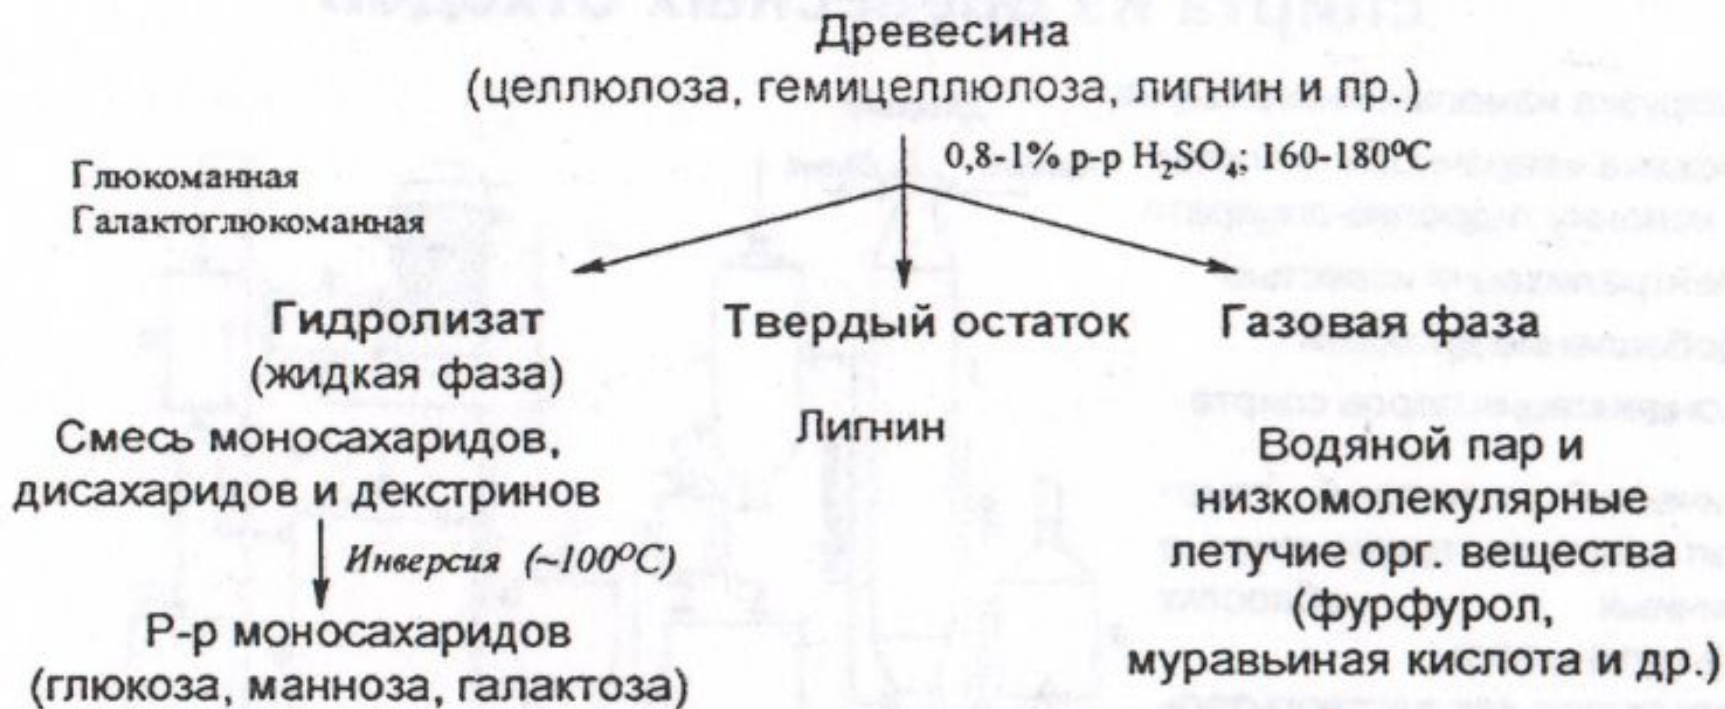 Древесина
(целлюлоза, гемицеллюлоза, лигнин и пр.)
0,8-1% р-р H₂SO₄; 160-180⁰C
Глюкоманная
Галактоглюкоманная
Гидролизат
(жидкая фаза)
Смесь моносахаридов,
дисахаридов и декстринов
Инверсия (~100⁰C)
Р-р моносахаридов
(глюкоза, манноза, галактоза)
Твердый остаток
Лигнин
Газовая фаза
Водяной пар и
низкомолекулярные
летучие орг. вещества
(фурфурол,
муравьиная кислота и др.)